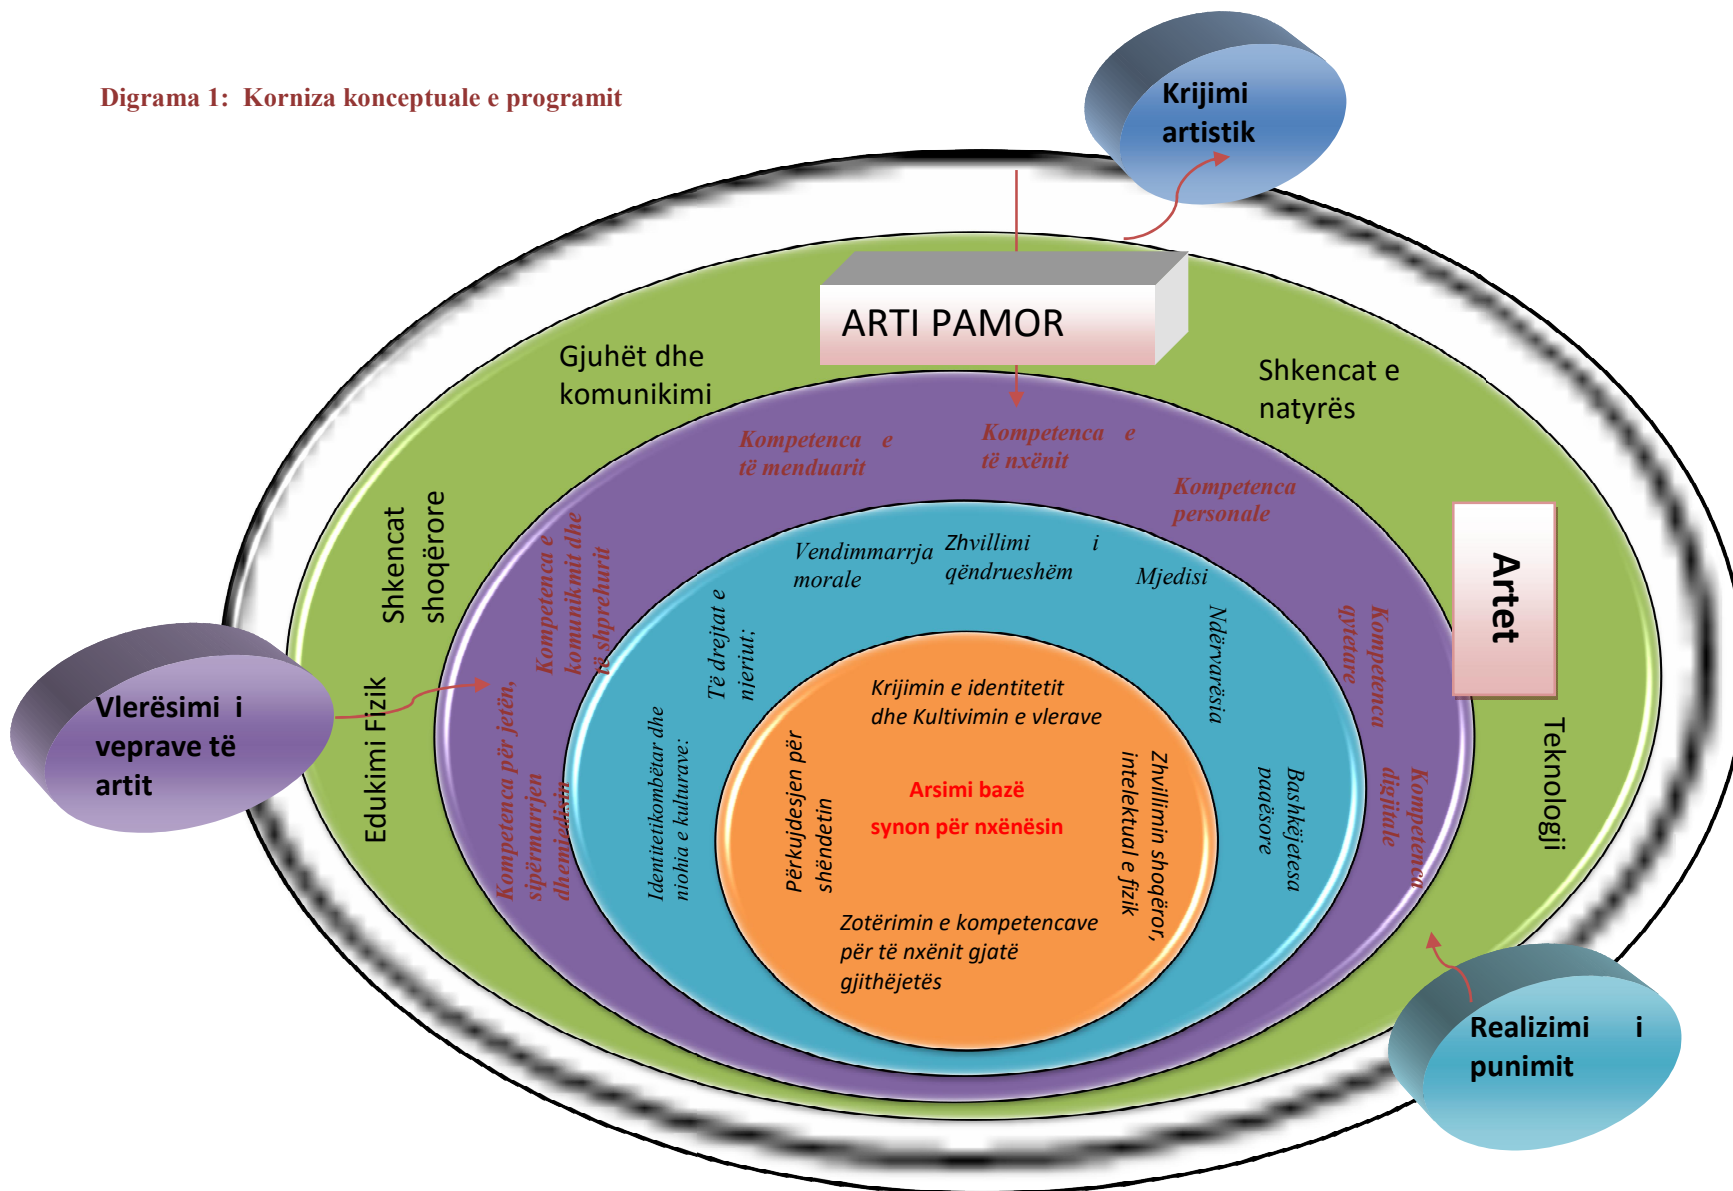 Digrama 1: Korniza konceptuale e programit
Krijimi
artistik
ARTI PAMOR
Gjuhët dhe
komunikimi
Shkencat e
natyrës
Shkencat
shoqërore
Edukimi Fizik
Artet
Teknologji
Kompetenca e
të menduarit
Kompetenca e
të nxënit
Kompetenca
personale
Kompetenca e
komunikmit dhe
të shprehurit
Kompetenca për jetën,
sipërmarrjen
dhemjedisin
Kompetenca
qytetare
Kompetenca
digjitale
Vendimmarrja
morale
Zhvillimi i
qëndrueshëm
Mjedisi
Të drejtat e
njeriut;
Ndërvarësia
Identitetikombëtar dhe
niohia e kulturave:
Bashkëjetesa
paqësore
Krijimin e identitetit
dhe Kultivimin e vlerave
Përkujdesjen për
shëndetin
Arsimi bazë
synon për nxënësin
Zhvillimin shoqëror,
intelektual e fizik
Zotërimin e kompetencave
për të nxënit gjatë
gjithëjetës
Vlerësimi i
veprave të
artit
Realizimi i
punimit